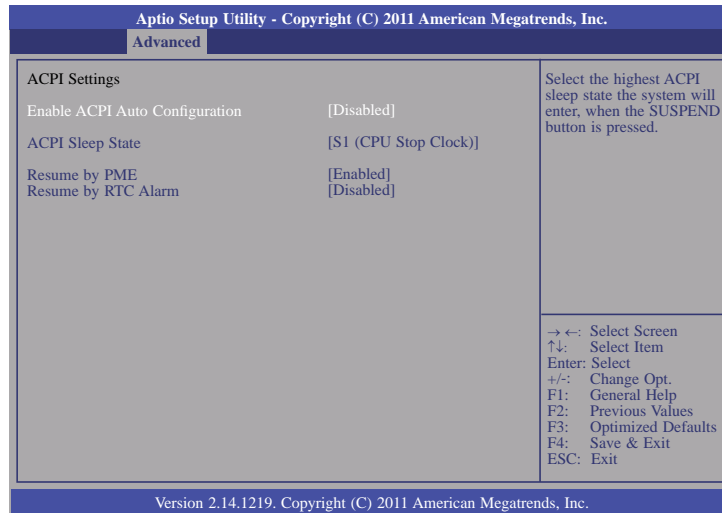 Aptio Setup Utility - Copyright (C) 2011 American Megatrends, Inc.
Advanced
ACPI Settings
Enable ACPI Auto Configuration [Disabled]
ACPI Sleep State [S1 (CPU Stop Clock)]
Resume by PME [Enabled]
Resume by RTC Alarm [Disabled]
Select the highest ACPI
sleep state the system will
enter, when the SUSPEND
button is pressed.
→ ←: Select Screen
↑↓: Select Item
Enter: Select
+/-: Change Opt.
F1: General Help
F2: Previous Values
F3: Optimized Defaults
F4: Save & Exit
ESC: Exit
Version 2.14.1219. Copyright (C) 2011 American Megatrends, Inc.